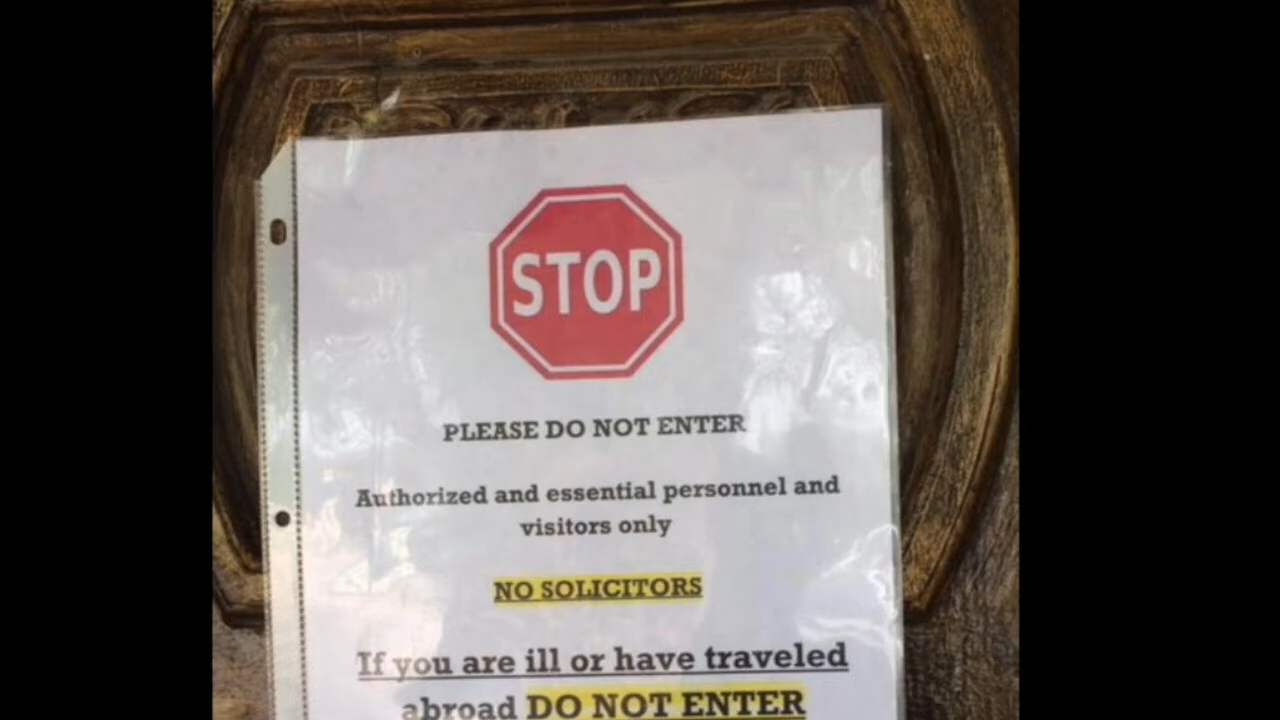 STOP
PLEASE DO NOT ENTER
Authorized and essential personnel and
visitors only
NO SOLICITORS
If you are ill or have traveled
abroad DO NOT ENTER